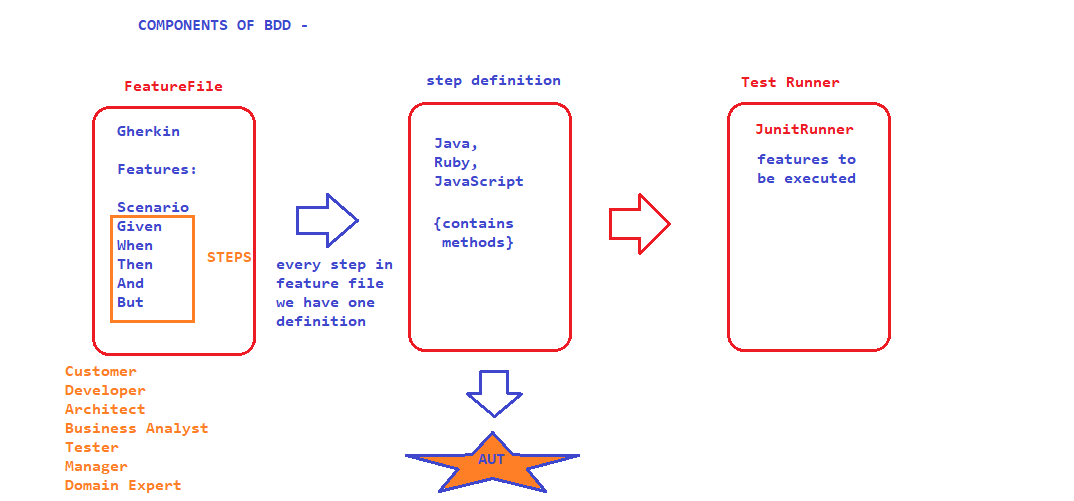 COMPONENTS OF BDD -
FeatureFile
Gherkin
Features:
Scenario
Given
When
Then
And
But
STEPS
every step in
feature file
we have one
definition
step definition
Java,
Ruby,
JavaScript
{contains
methods}
Test Runner
JunitRunner
features to
be executed
Customer
Developer
Architect
Business Analyst
Tester
Manager
Domain Expert
AUT